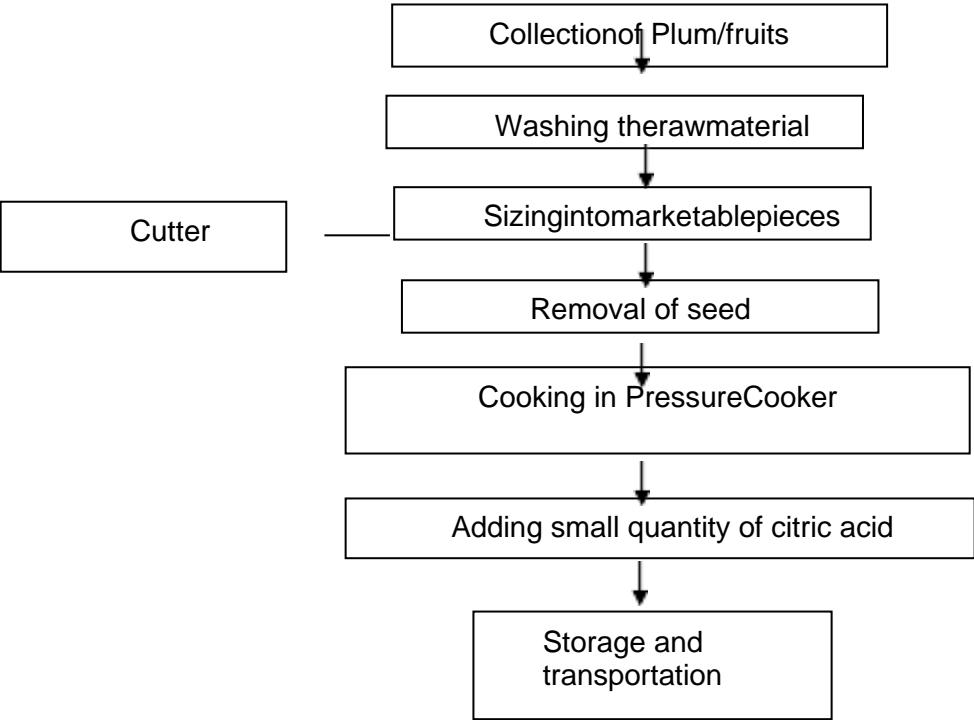 Collectionof Plum/fruits
Washing therawmaterial
Sizingintomarketablepieces
Cutter
Removal of seed
Cooking in PressureCooker
Adding small quantity of citric acid
Storage and
transportation